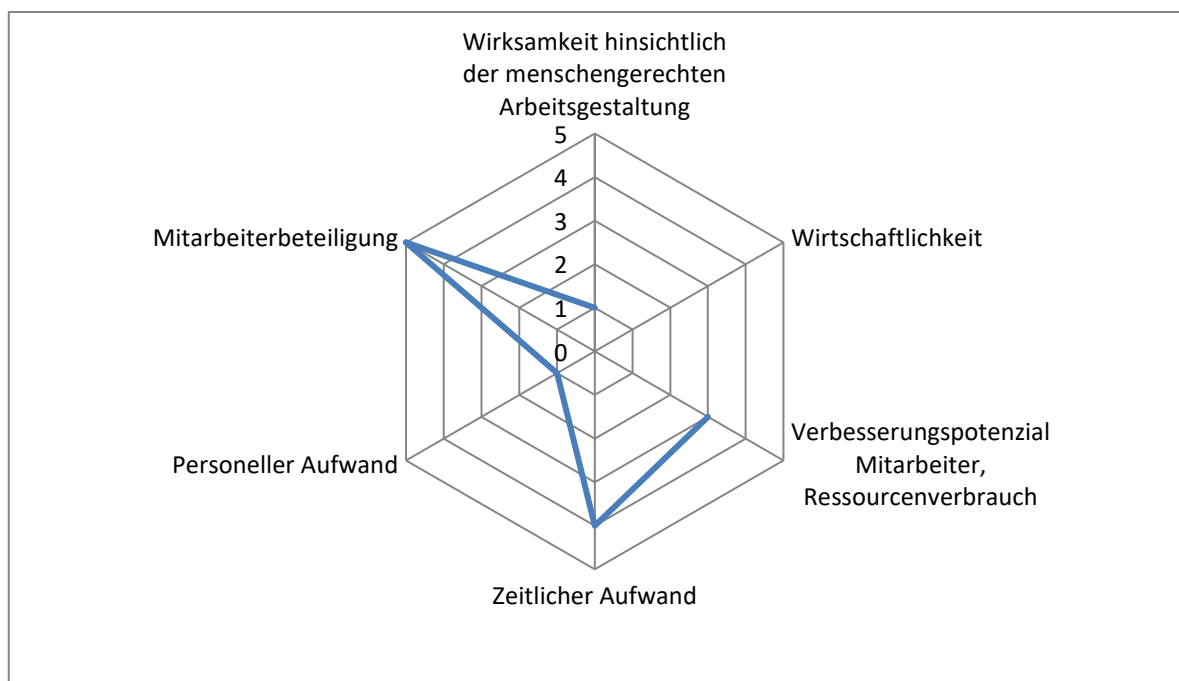 Wirksamkeit hinsichtlich
der menschengerechten
Arbeitsgestaltung
5
4
3
2
1
0
Mitarbeiterbeteiligung
Wirtschaftlichkeit
Personeller Aufwand
Verbesserungspotenzial
Mitarbeiter,
Ressourcenverbrauch
Zeitlicher Aufwand